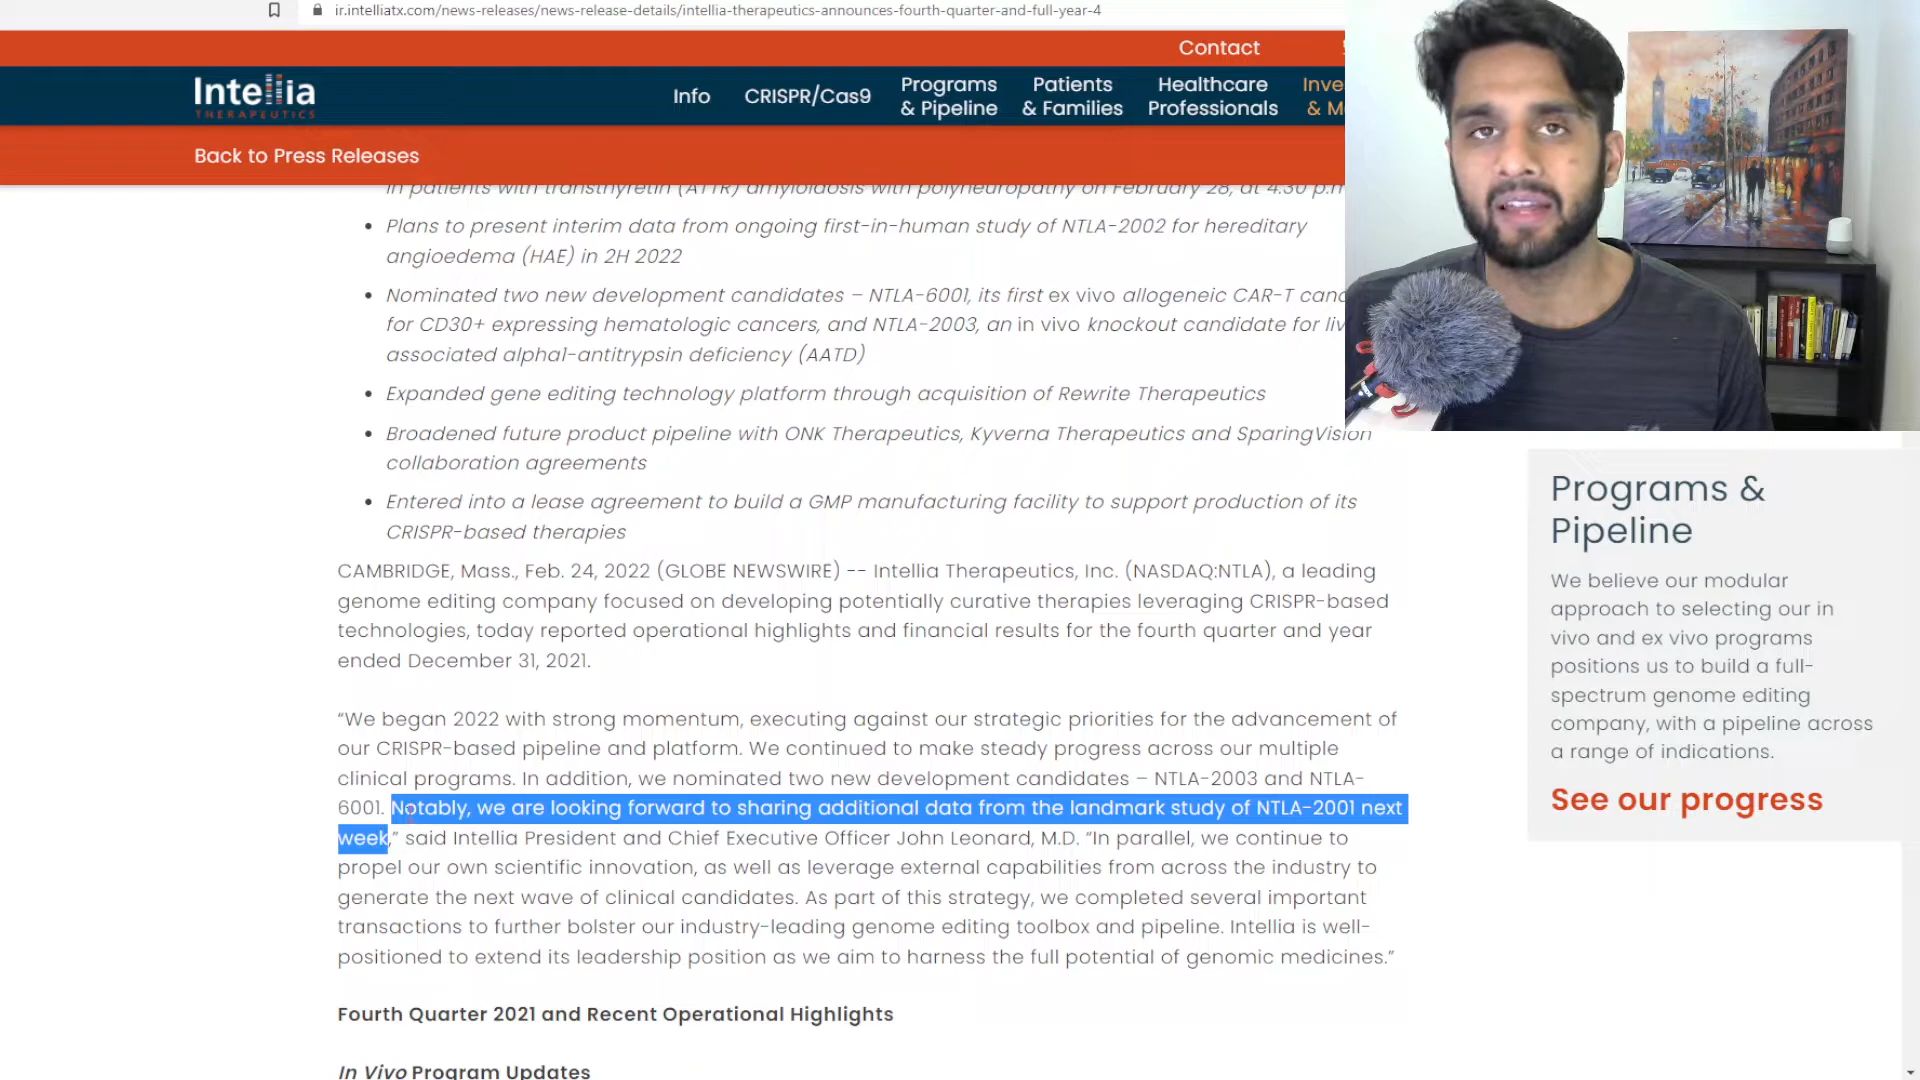 ir.intelliatx.com/news-releases/news-release-details/intellia-therapeutics-announces-fourth-quarter-and-full-year-4
Contact
Intellia
THERAPEUTICS
Info
CRISPR/Cas9
Programs
& Pipeline
Patients
& Families
Healthcare
Professionals
Inve
& M
Back to Press Releases
in patients with transthyretin (ATTR) amyloidosis with polyneuropathy on February 28, at 4:30 p.m
• Plans to present interim data from ongoing first-in-human study of NTLA-2002 for hereditary
angioedema (HAE) in 2H 2022
• Nominated two new development candidates – NTLA-6001, its first ex vivo allogeneic CAR-T cand
for CD30+ expressing hematologic cancers, and NTLA-2003, an in vivo knockout candidate for liv
associated alpha1-antitrypsin deficiency (AATD)
• Expanded gene editing technology platform through acquisition of Rewrite Therapeutics
• Broadened future product pipeline with ONK Therapeutics, Kyverna Therapeutics and SparingVision
collaboration agreements
• Entered into a lease agreement to build a GMP manufacturing facility to support production of its
CRISPR-based therapies
CAMBRIDGE, Mass., Feb. 24, 2022 (GLOBE NEWSWIRE) -- Intellia Therapeutics, Inc. (NASDAQ:NTLA), a leading
genome editing company focused on developing potentially curative therapies leveraging CRISPR-based
technologies, today reported operational highlights and financial results for the fourth quarter and year
ended December 31, 2021.
“We began 2022 with strong momentum, executing against our strategic priorities for the advancement of
our CRISPR-based pipeline and platform. We continued to make steady progress across our multiple
clinical programs. In addition, we nominated two new development candidates – NTLA-2003 and NTLA-
6001. Notably, we are looking forward to sharing additional data from the landmark study of NTLA-2001 next
week,” said Intellia President and Chief Executive Officer John Leonard, M.D. “In parallel, we continue to
propel our own scientific innovation, as well as leverage external capabilities from across the industry to
generate the next wave of clinical candidates. As part of this strategy, we completed several important
transactions to further bolster our industry-leading genome editing toolbox and pipeline. Intellia is well-
positioned to extend its leadership position as we aim to harness the full potential of genomic medicines.”
Fourth Quarter 2021 and Recent Operational Highlights
In Vivo Program Updates
Programs &
Pipeline
We believe our modular
approach to selecting our in
vivo and ex vivo programs
positions us to build a full-
spectrum genome editing
company, with a pipeline across
a range of indications.
See our progress